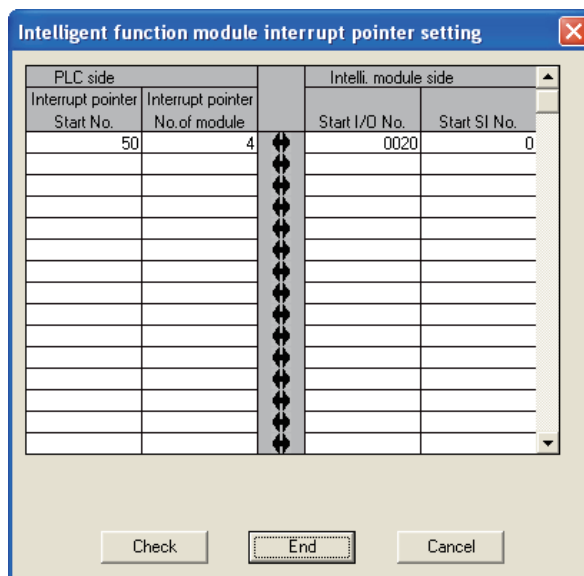 Intelligent function module interrupt pointer setting
PLC side Intelli. module side
Interrupt pointer Interrupt pointer
Start No. No.of module Start I/O No. Start SI No.
50 4 0020 0
Check End Cancel